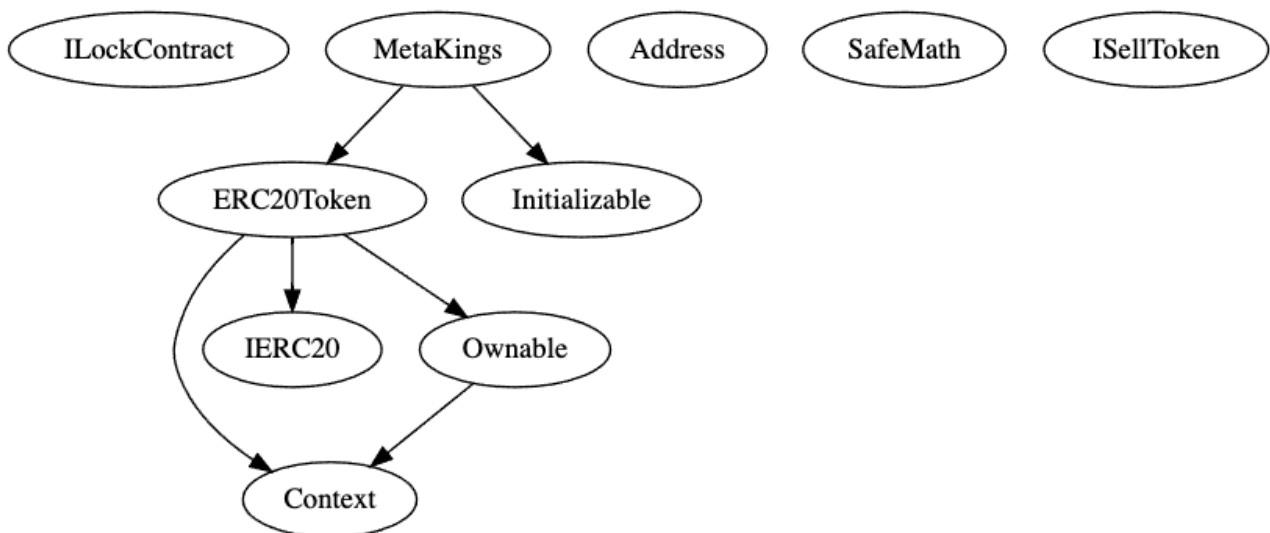 ILockContract
MetaKings
Address
SafeMath
ISellToken
ERC20Token
Initializable
IERC20
Ownable
Context